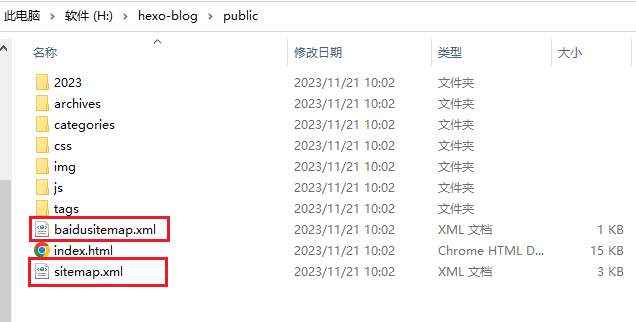 此电脑 > 软件 (H:) > hexo-blog > public
名称 修改日期 类型 大小
2023 2023/11/21 10:02 文件夹
archives 2023/11/21 10:02 文件夹
categories 2023/11/21 10:02 文件夹
css 2023/11/21 10:02 文件夹
img 2023/11/21 10:02 文件夹
js 2023/11/21 10:02 文件夹
tags 2023/11/21 10:02 文件夹
baidusitemap.xml 2023/11/21 10:02 XML 文档 1 KB
index.html 2023/11/21 10:02 Chrome HTML D... 15 KB
sitemap.xml 2023/11/21 10:02 XML 文档 3 KB